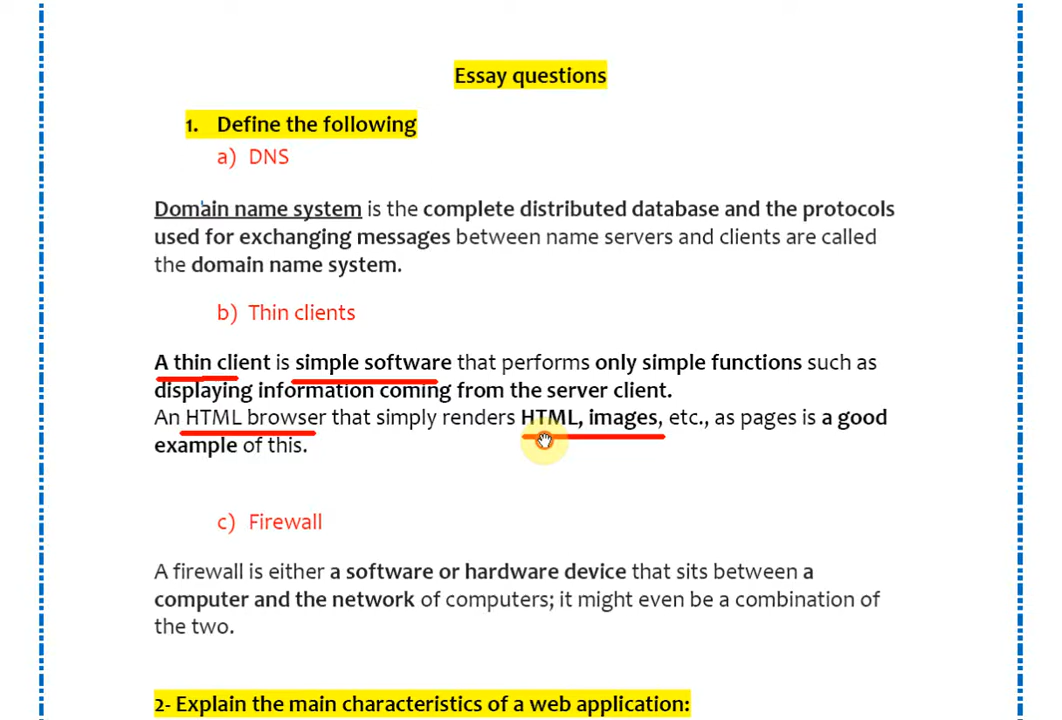 Essay questions
1. Define the following
a) DNS
Domain name system is the complete distributed database and the protocols
used for exchanging messages between name servers and clients are called
the domain name system.
b) Thin clients
A thin client is simple software that performs only simple functions such as
displaying information coming from the server client.
An HTML browser that simply renders HTML, images, etc., as pages is a good
example of this.
c) Firewall
A firewall is either a software or hardware device that sits between a
computer and the network of computers; it might even be a combination of
the two.
2- Explain the main characteristics of a web application: